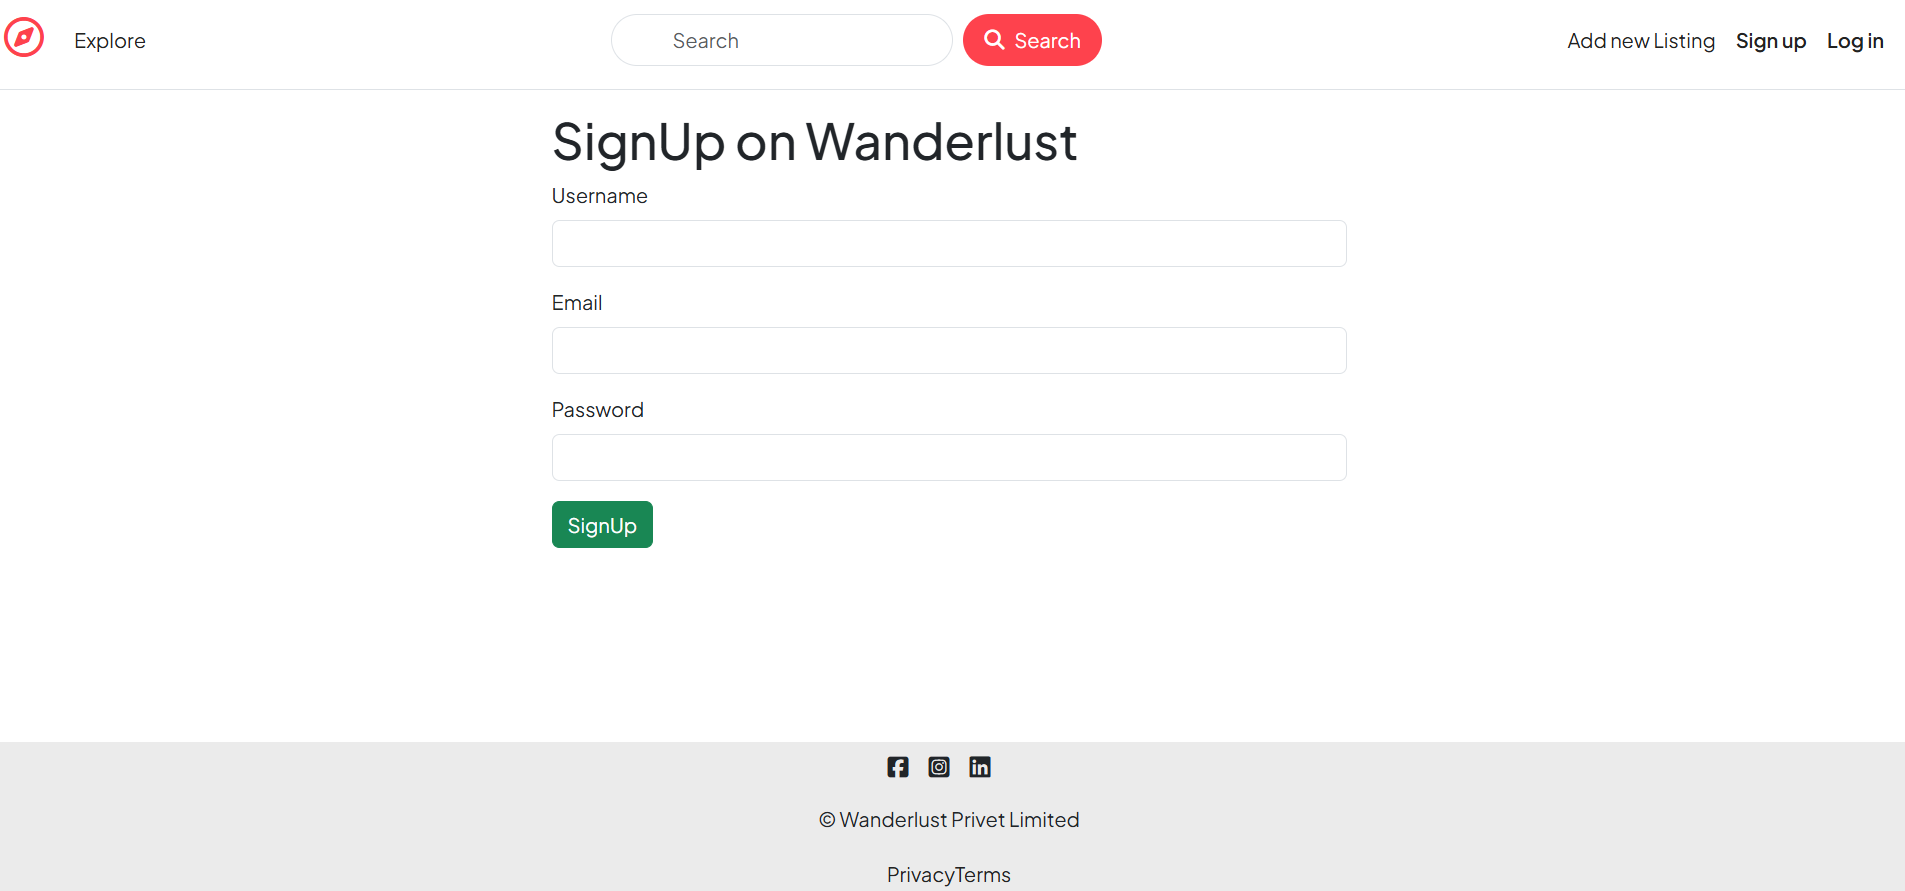 Explore Search Search Add new Listing Sign up Log in
SignUp on Wanderlust
Username
Email
Password
SignUp
© Wanderlust Privet Limited
PrivacyTerms